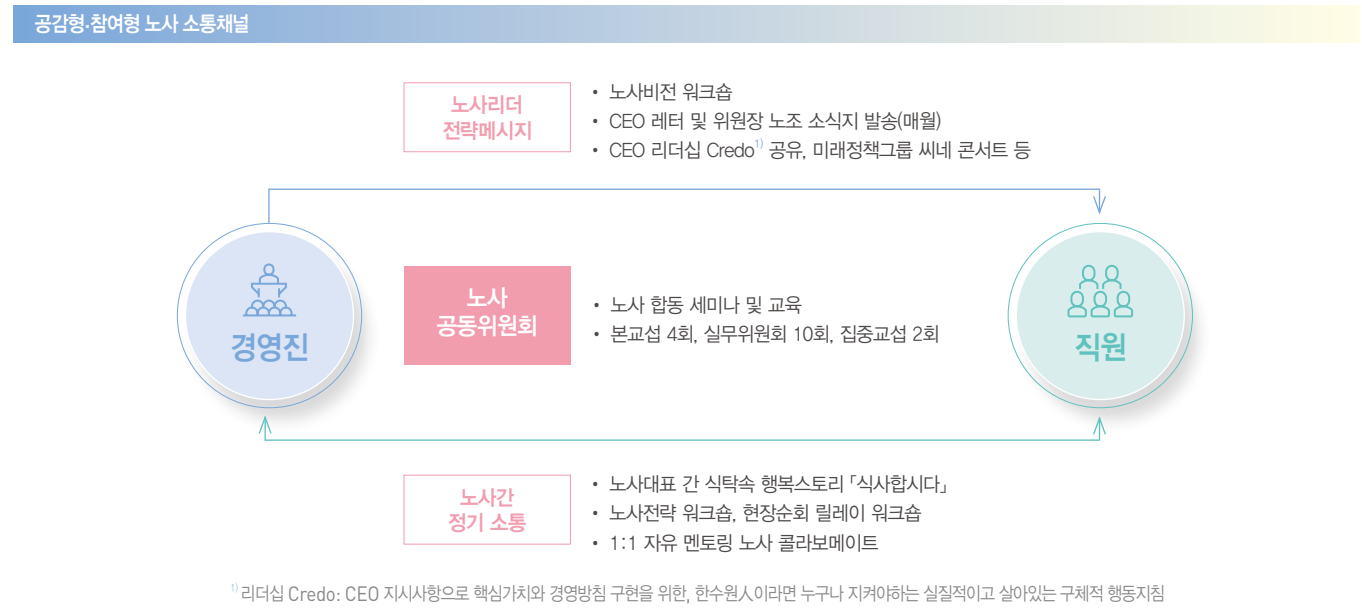 공감형·참여형 노사 소통채널
노사리더
전략메시지
• 노사비전 워크숍
• CEO 레터 및 위원장 노조 소식지 발송(매월)
• CEO 리더십 Credo1) 공유, 미래정책그룹 씨네 콘서트 등
경영진
노사
공동위원회
• 노사 합동 세미나 및 교육
• 본교섭 4회, 실무위원회 10회, 집중교섭 2회
직원
노사간
정기 소통
• 노사대표 간 식탁속 행복스토리 「식사합시다」
• 노사전략 워크숍, 현장순회 릴레이 워크숍
• 1:1 자유 멘토링 노사 콜라보메이트
1) 리더십 Credo: CEO 지시사항으로 핵심가치와 경영방침 구현을 위한, 한수원人이라면 누구나 지켜야하는 실질적이고 살아있는 구체적 행동지침